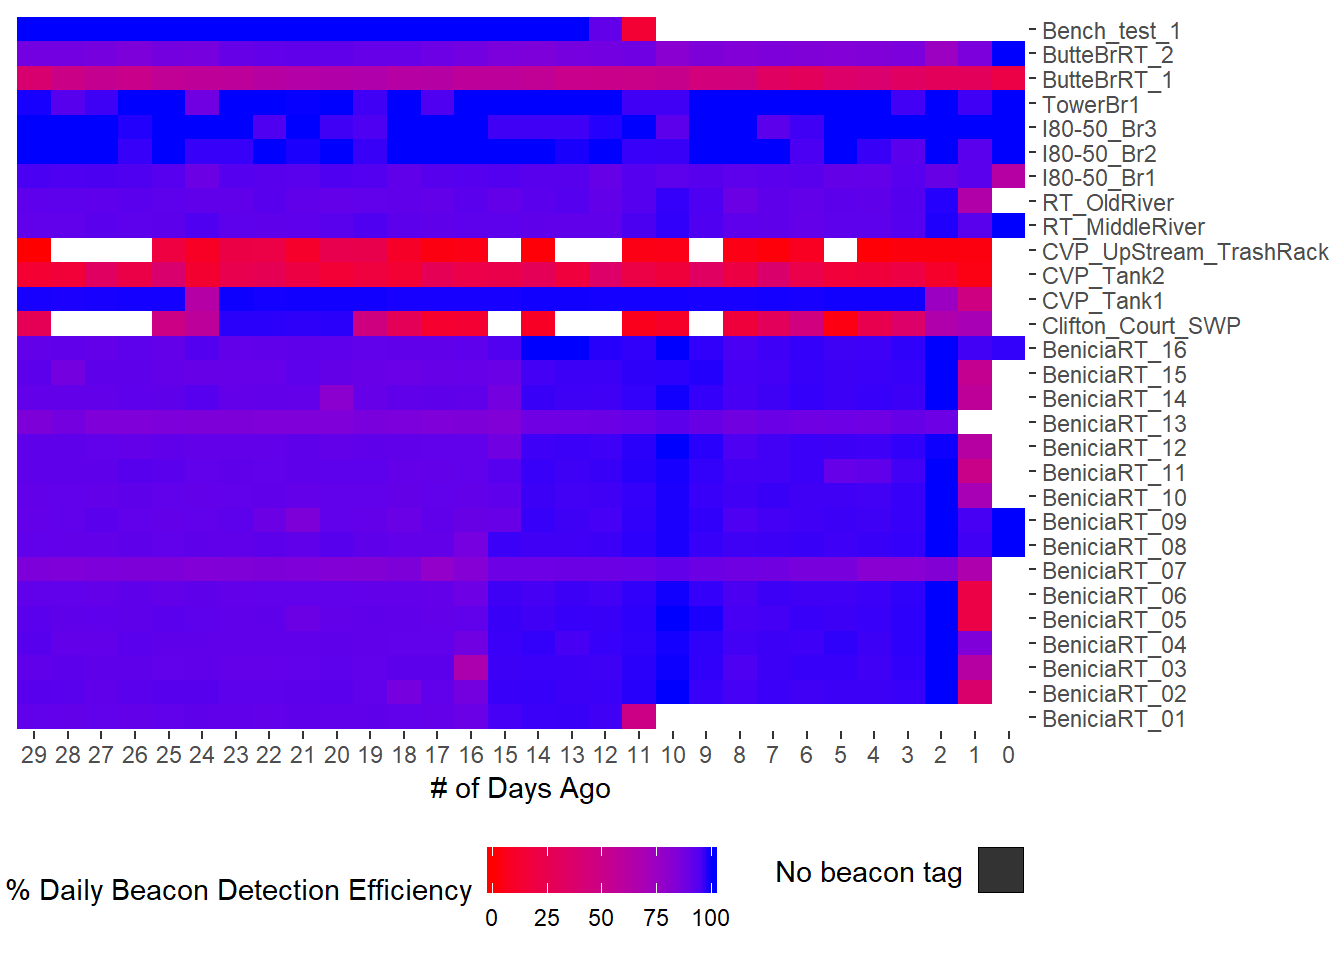 Bench_test_1
ButteBrRT_2
ButteBrRT_1
TowerBr1
I80-50_Br3
I80-50_Br2
I80-50_Br1
RT_OldRiver
RT_MiddleRiver
CVP_UpStream_TrashRack
CVP_Tank2
CVP_Tank1
Clifton_Court_SWP
BeniciaRT_16
BeniciaRT_15
BeniciaRT_14
BeniciaRT_13
BeniciaRT_12
BeniciaRT_11
BeniciaRT_10
BeniciaRT_09
BeniciaRT_08
BeniciaRT_07
BeniciaRT_06
BeniciaRT_05
BeniciaRT_04
BeniciaRT_03
BeniciaRT_02
BeniciaRT_01
29 28 27 26 25 24 23 22 21 20 19 18 17 16 15 14 13 12 11 10 9 8 7 6 5 4 3 2 1 0
# of Days Ago
% Daily Beacon Detection Efficiency
0 25 50 75 100
No beacon tag